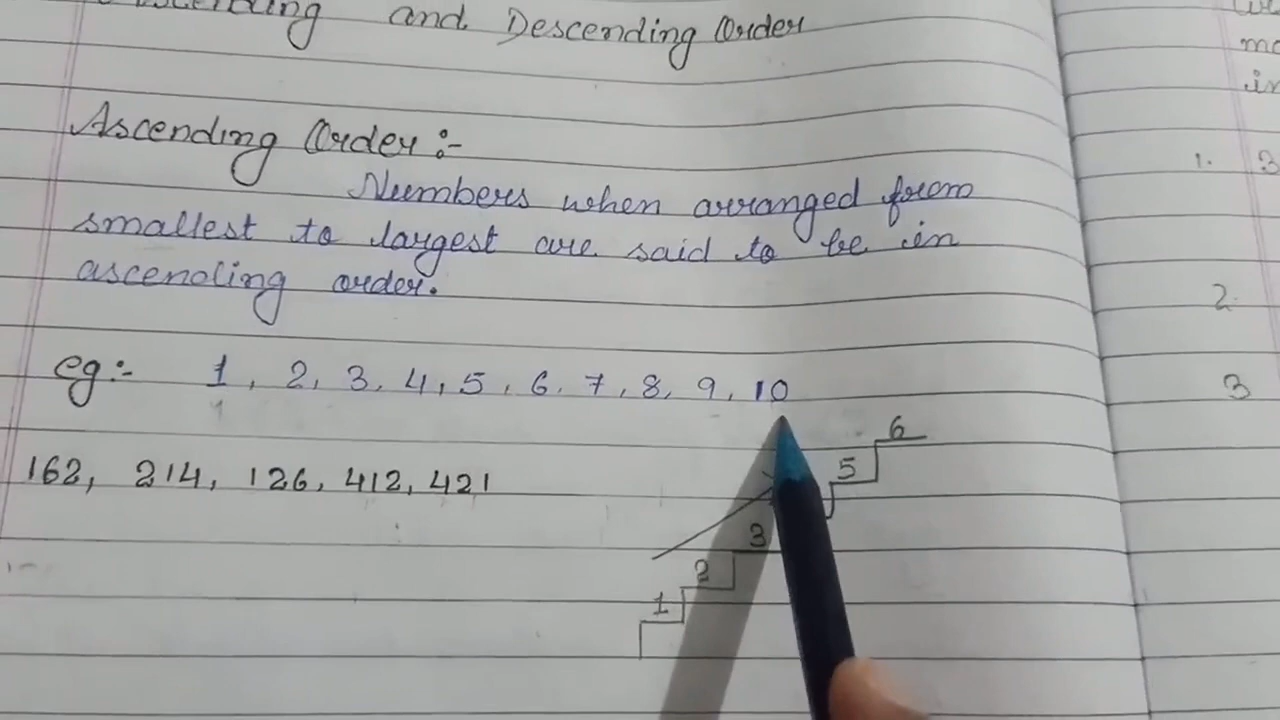 and Descending Order
Ascending Order :-
Numbers when arranged from
smallest to largest are said to be in
ascending order.
eg:- 1, 2, 3, 4, 5, 6, 7, 8, 9, 10
1
162, 214, 126, 412, 421
6
5
3
2
1
1. 3
2.
3